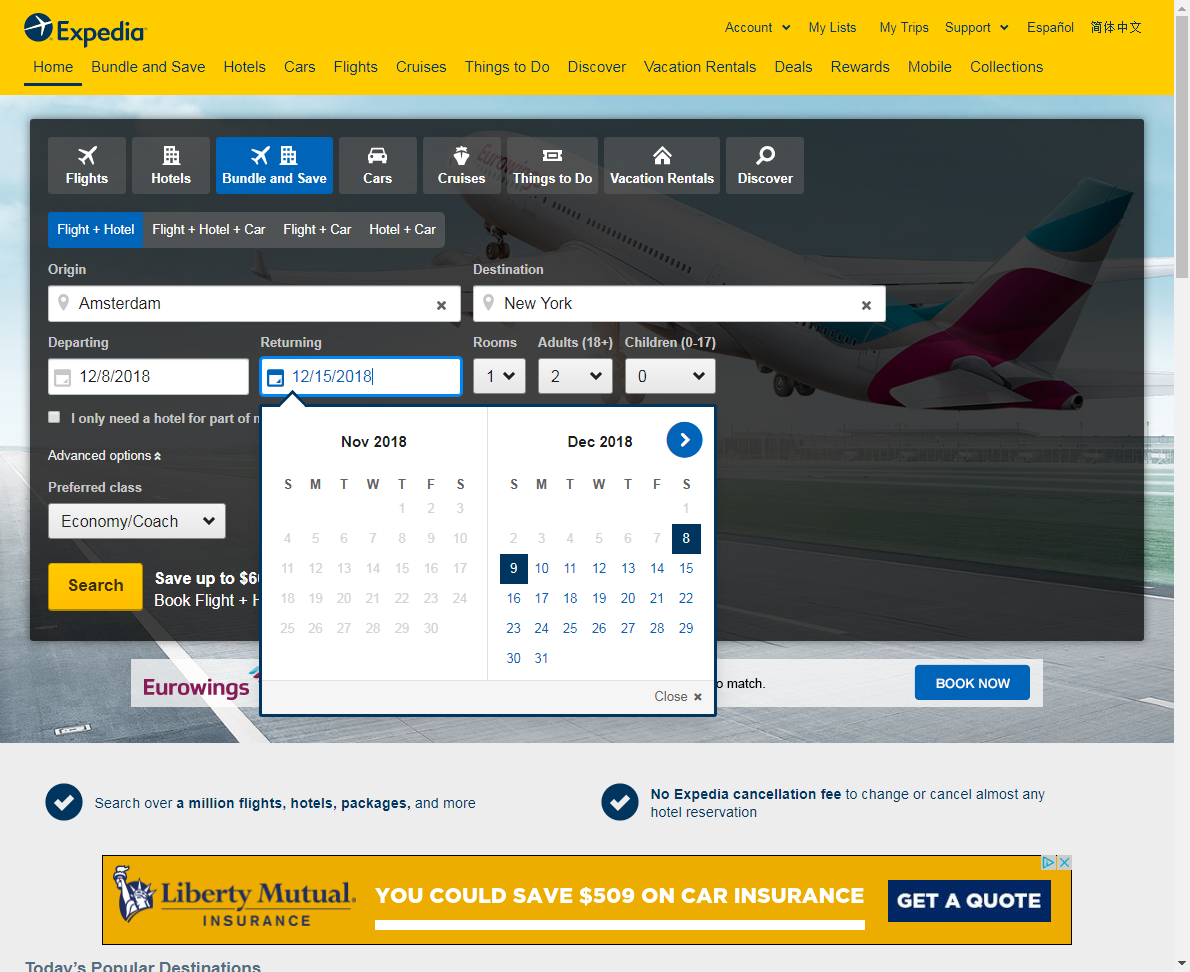 Expedia
Account My Lists My Trips Support Español 简体中文
Home Bundle and Save Hotels Cars Flights Cruises Things to Do Discover Vacation Rentals Deals Rewards Mobile Collections
Flights Hotels Bundle and Save Cars Cruises Things to Do Vacation Rentals Discover
Flight + Hotel Flight + Hotel + Car Flight + Car Hotel + Car
Origin Destination
Amsterdam New York
Departing Returning Rooms Adults (18+) Children (0-17)
12/8/2018 12/15/2018 1 2 0
I only need a hotel for part of
Advanced options
Preferred class
Economy/Coach
Search
Save up to $6
Book Flight + H
Nov 2018
S M T W T F S
1 2 3
4 5 6 7 8 9 10
11 12 13 14 15 16 17
18 19 20 21 22 23 24
25 26 27 28 29 30
Dec 2018
S M T W T F S
1
2 3 4 5 6 7 8
9 10 11 12 13 14 15
16 17 18 19 20 21 22
23 24 25 26 27 28 29
30 31
Close
Eurowings
o match.
BOOK NOW
Search over a million flights, hotels, packages, and more
No Expedia cancellation fee to change or cancel almost any
hotel reservation
Liberty Mutual.
INSURANCE
YOU COULD SAVE $509 ON CAR INSURANCE
GET A QUOTE
Today's Popular Destinations